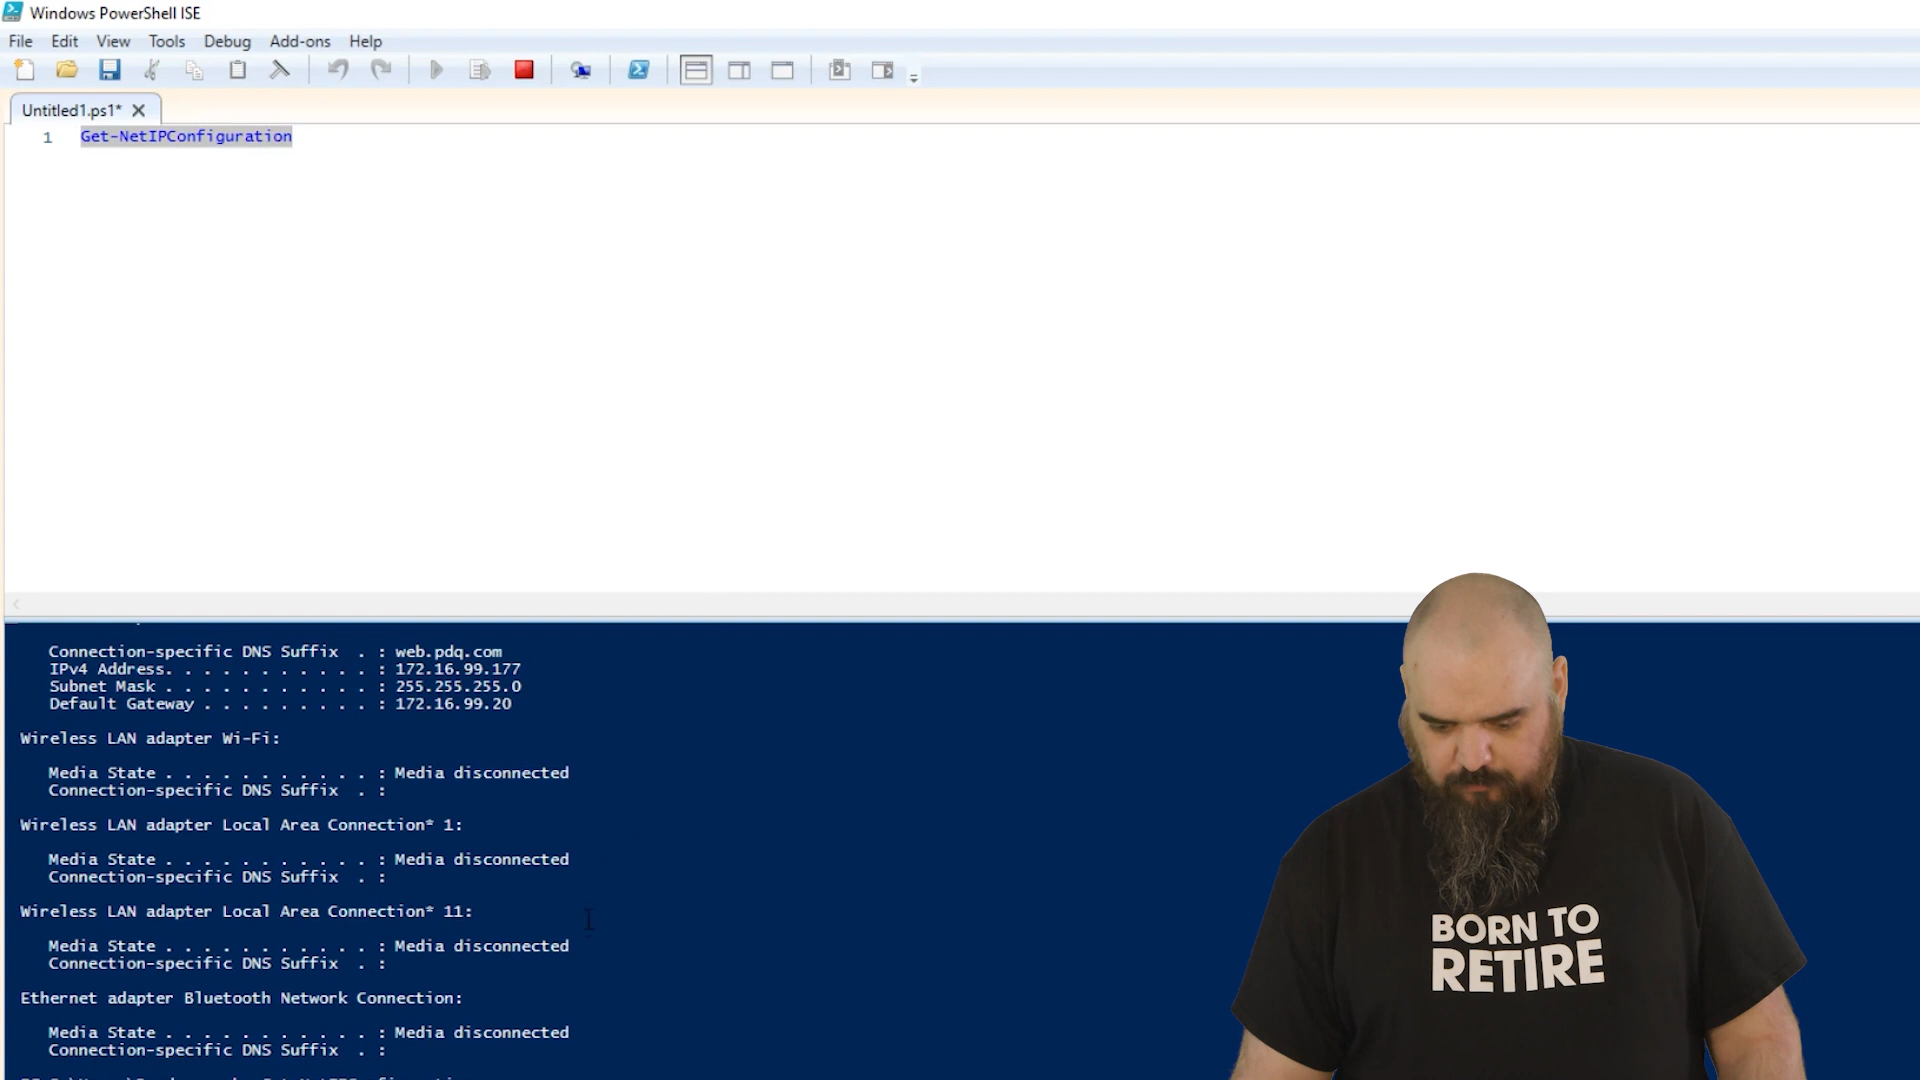 Windows PowerShell ISE
File Edit View Tools Debug Add-ons Help
Untitled1.ps1*
1 Get-NetIPConfiguration
Connection-specific DNS Suffix . : web.pdq.com
IPv4 Address. . . . . . . . . . . : 172.16.99.177
Subnet Mask . . . . . . . . . . . : 255.255.255.0
Default Gateway . . . . . . . . . : 172.16.99.20
Wireless LAN adapter Wi-Fi:
Media State . . . . . . . . . . . : Media disconnected
Connection-specific DNS Suffix . :
Wireless LAN adapter Local Area Connection* 1:
Media State . . . . . . . . . . . : Media disconnected
Connection-specific DNS Suffix . :
Wireless LAN adapter Local Area Connection* 11:
Media State . . . . . . . . . . . : Media disconnected
Connection-specific DNS Suffix . :
Ethernet adapter Bluetooth Network Connection:
Media State . . . . . . . . . . . : Media disconnected
Connection-specific DNS Suffix . :
BORN TO
RETIRE